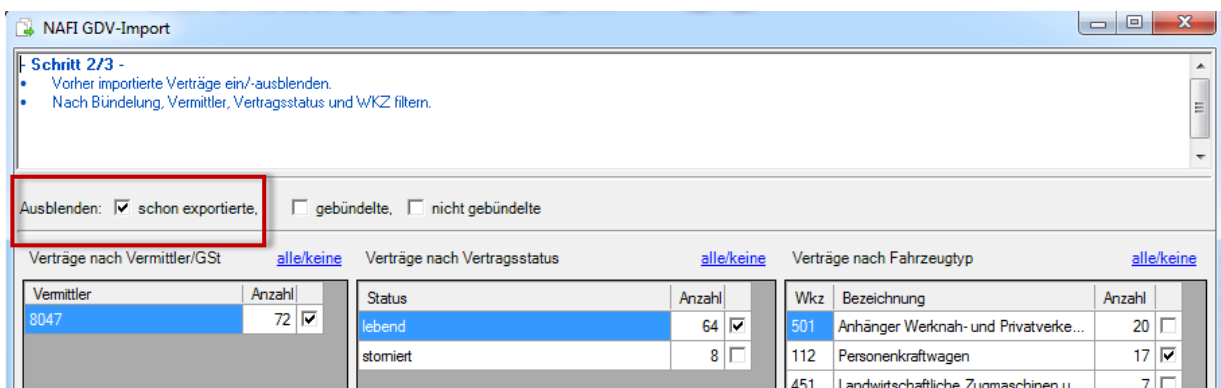 NAFI GDV-Import
- Schritt 2/3 -
• Vorher importierte Verträge ein/-ausblenden.
• Nach Bündelung, Vermittler, Vertragsstatus und WKZ filtern.
Ausblenden: schon exportierte, gebündelte, nicht gebündelte
Verträge nach Vermittler/GSt alle/keine Verträge nach Vertragsstatus alle/keine Verträge nach Fahrzeugtyp alle/keine
Vermittler Anzahl Status Anzahl Wkz Bezeichnung Anzahl
8047 72 lebend 64 501 Anhänger Werknah- und Privatverke... 20
storniert 8 112 Personenkraftwagen 17
451 Landwirtschaftliche Zugmaschinen u... 7